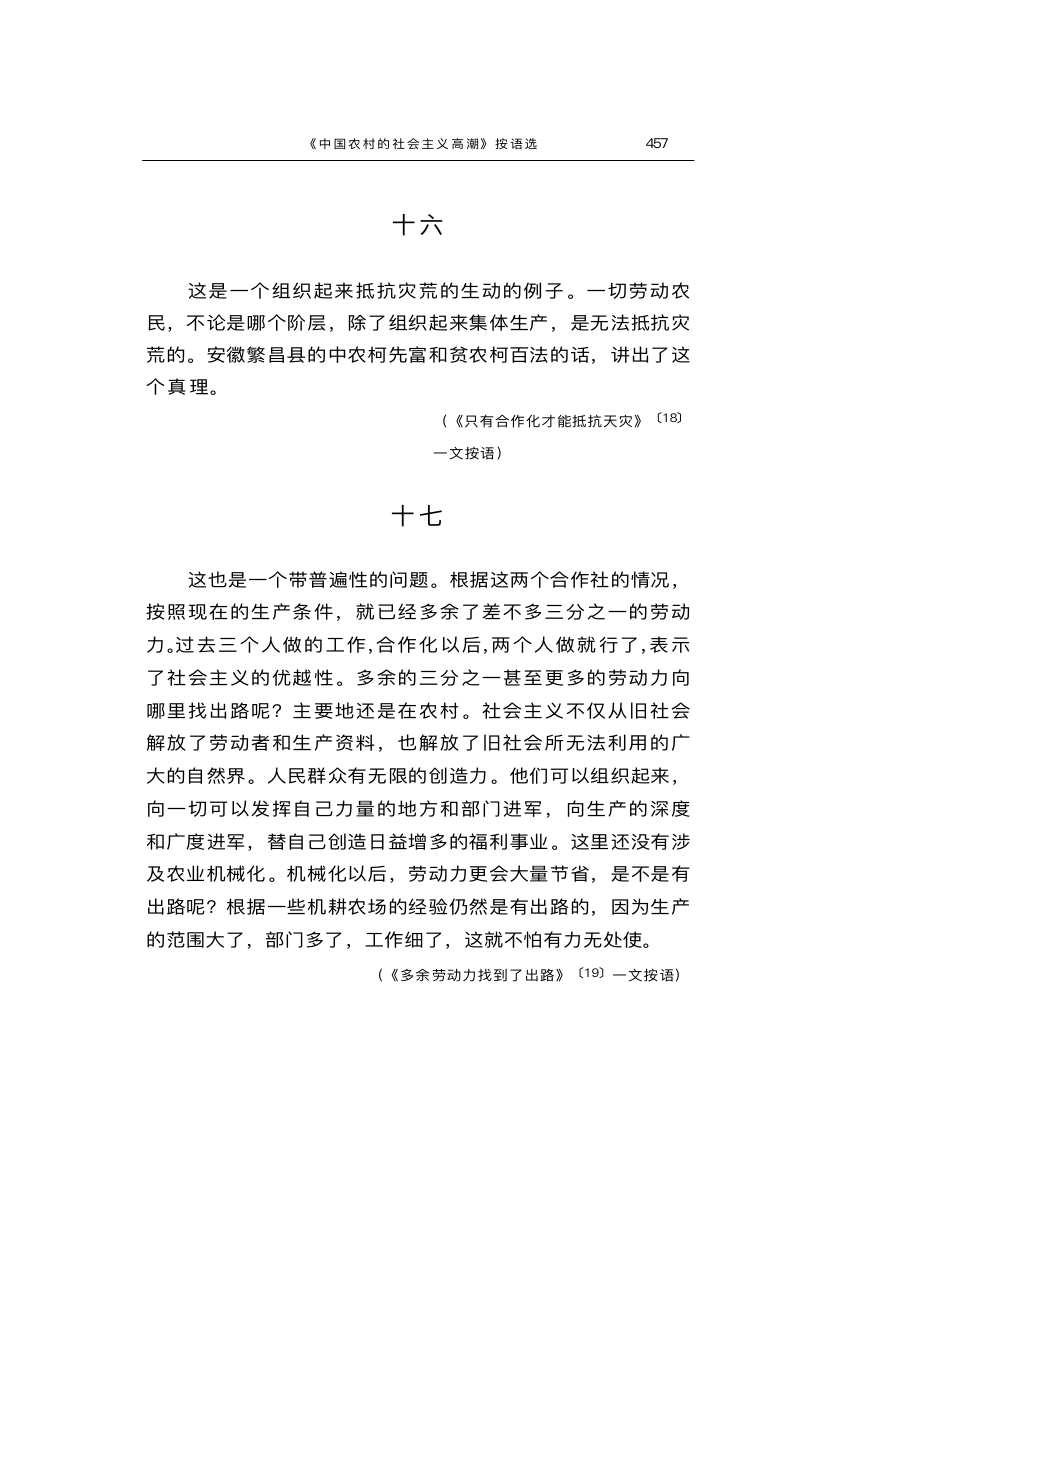 《中国农村的社会主义高潮》按语选 457
十六
这是一个组织起来抵抗灾荒的生动的例子。一切劳动农
民，不论是哪个阶层，除了组织起来集体生产，是无法抵抗灾
荒的。安徽繁昌县的中农柯先富和贫农柯百法的话，讲出了这
个真理。
（《只有合作化才能抵抗天灾》〔18〕
一文按语）
十七
这也是一个带普遍性的问题。根据这两个合作社的情况，
按照现在的生产条件，就已经多余了差不多三分之一的劳动
力。过去三个人做的工作,合作化以后,两个人做就行了,表示
了社会主义的优越性。多余的三分之一甚至更多的劳动力向
哪里找出路呢？主要地还是在农村。社会主义不仅从旧社会
解放了劳动者和生产资料，也解放了旧社会所无法利用的广
大的自然界。人民群众有无限的创造力。他们可以组织起来，
向一切可以发挥自己力量的地方和部门进军，向生产的深度
和广度进军，替自己创造日益增多的福利事业。这里还没有涉
及农业机械化。机械化以后，劳动力更会大量节省，是不是有
出路呢？根据一些机耕农场的经验仍然是有出路的，因为生产
的范围大了，部门多了，工作细了，这就不怕有力无处使。
（《多余劳动力找到了出路》〔19〕一文按语）